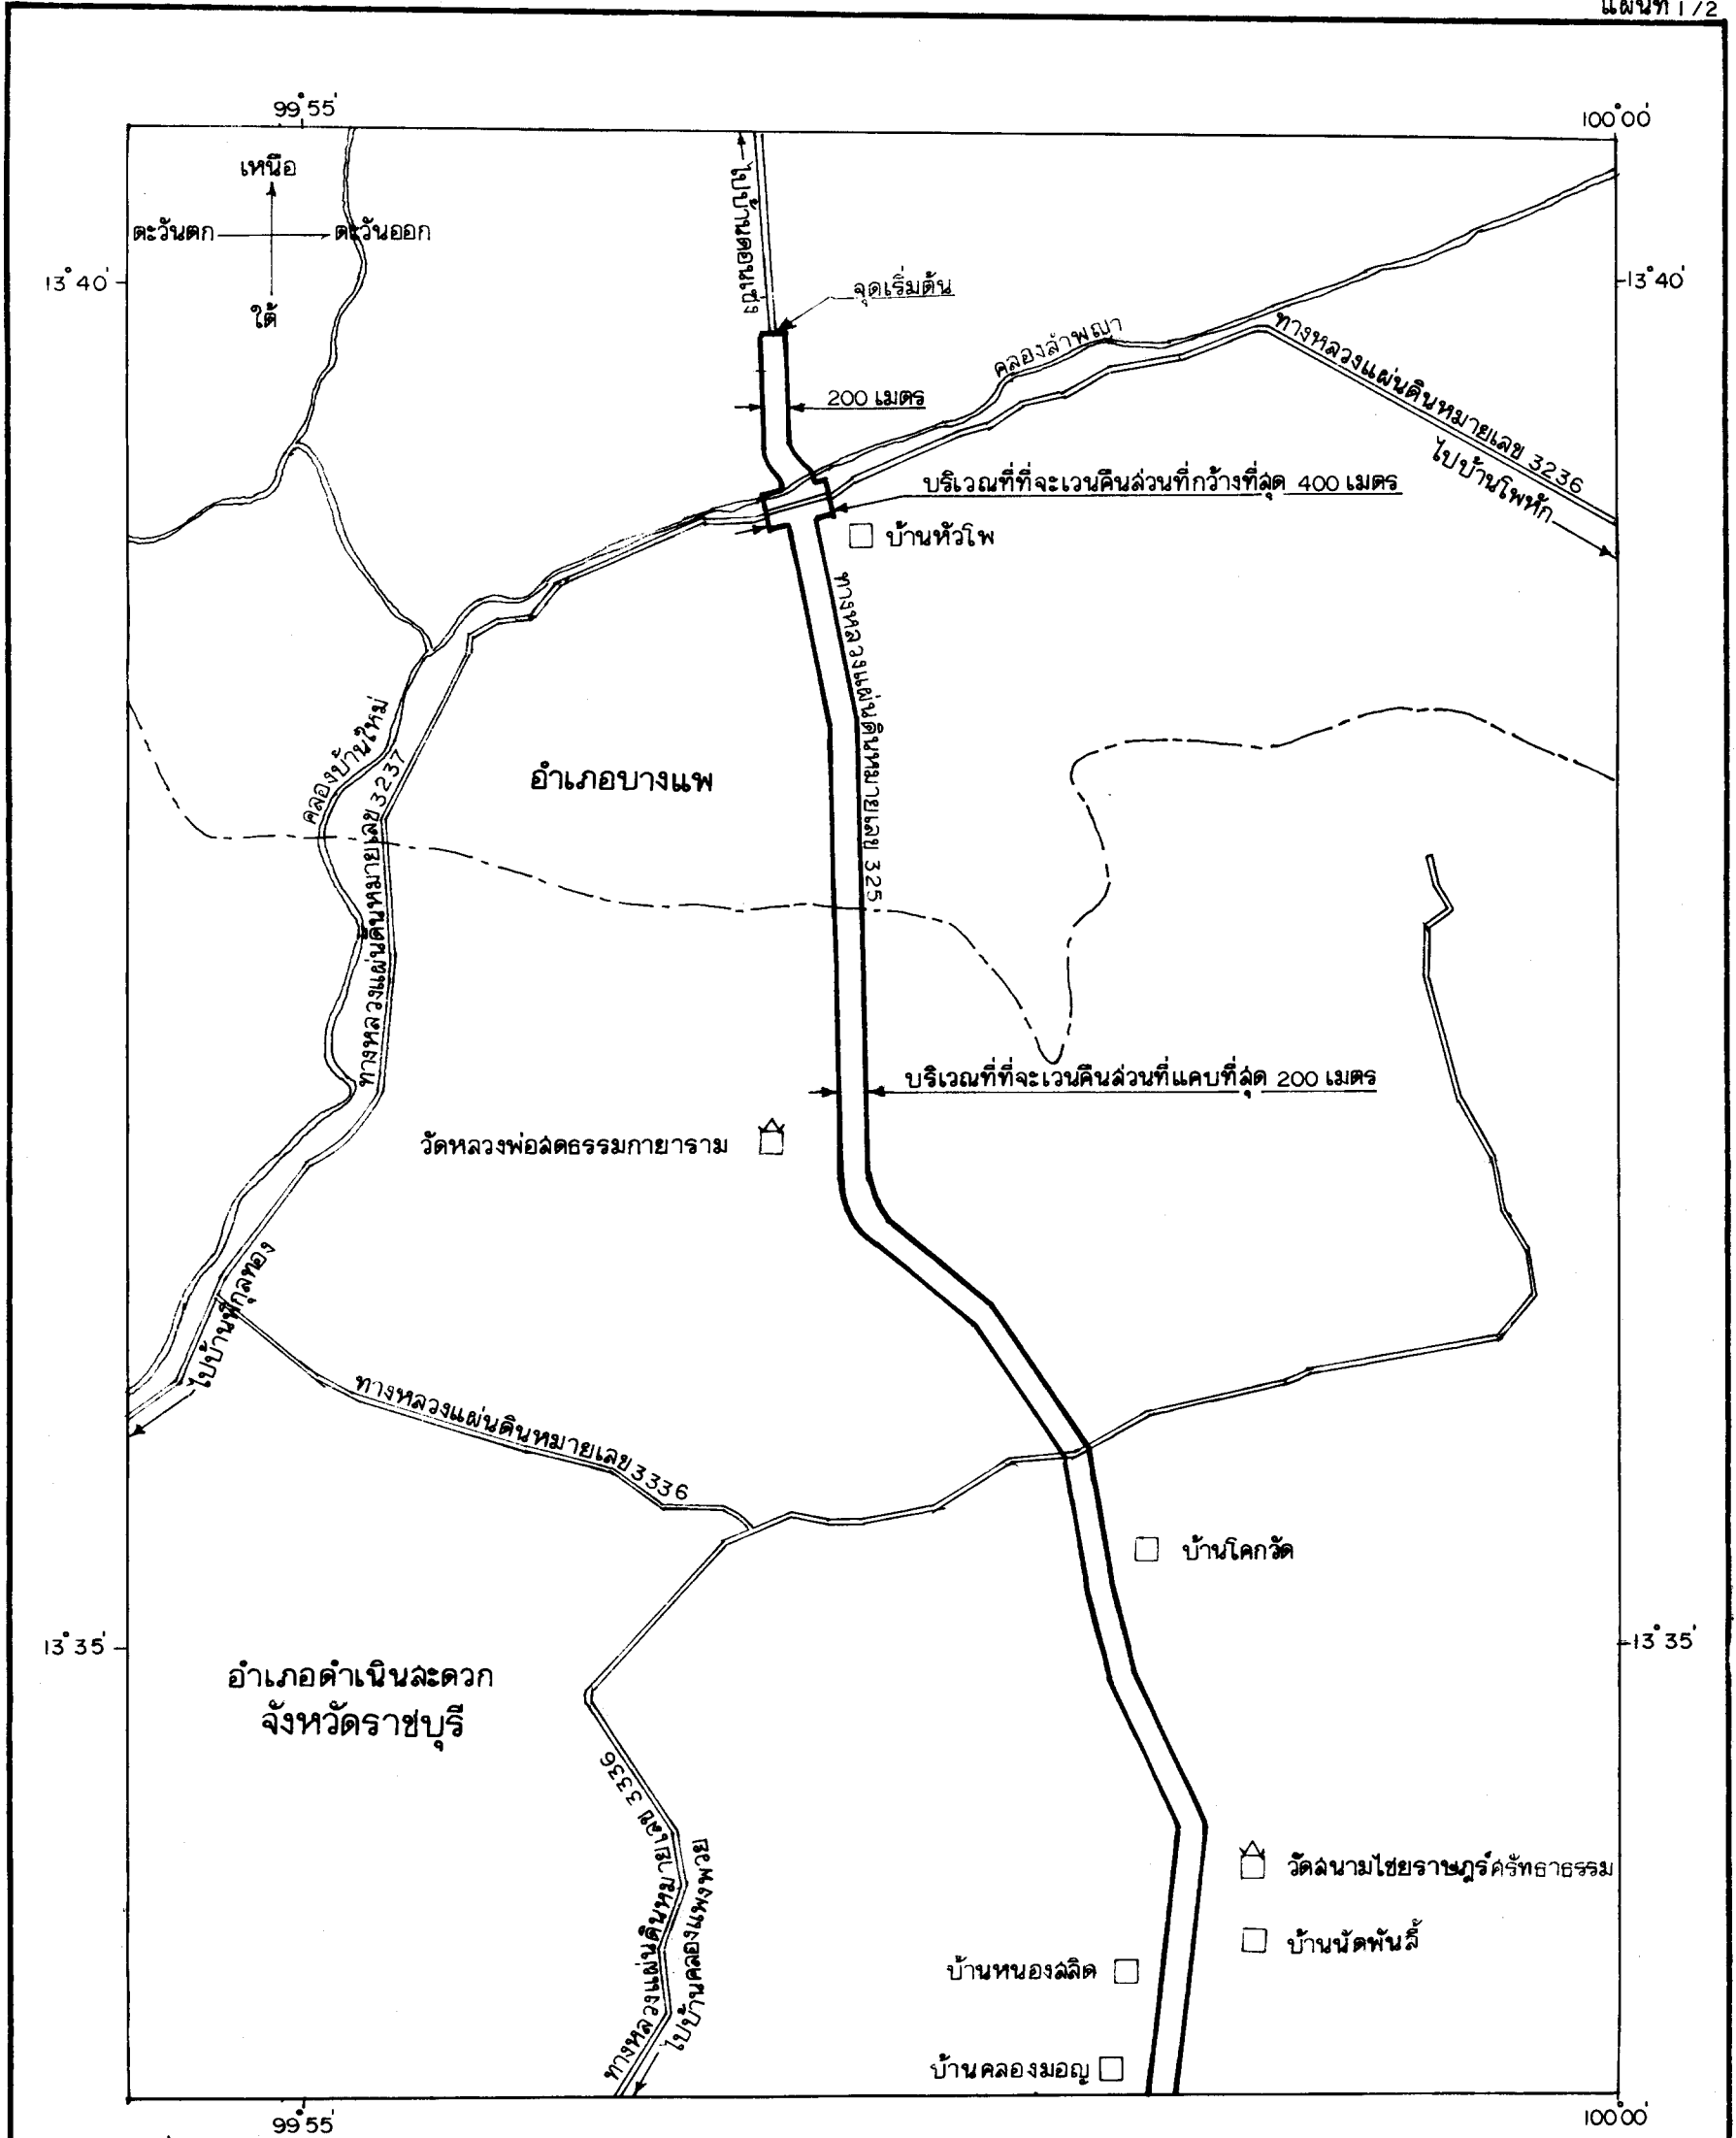 แผ่นที่ 1/2
99°55'
100°00'
เหนือ
ตะวันตก
ตะวันออก
ใต้
13°40'
13°40'
จุดเริ่มต้น
คลองลำพญา
200 เมตร
ทางหลวงแผ่นดินหมายเลข 3236
ไปบ้านโพหัก
บริเวณที่ที่จะเวนคืนส่วนที่กว้างที่สุด 400 เมตร
บ้านหัวโพ
ทางหลวงแผ่นดินหมายเลข 325
คลองบ้านใหม่
อำเภอบางแพ
ทางหลวงแผ่นดินหมายเลข 3237
บริเวณที่ที่จะเวนคืนส่วนที่แคบที่สุด 200 เมตร
วัดหลวงพ่อสดธรรมกายาราม
ไปบ้านพิกุลทอง
ทางหลวงแผ่นดินหมายเลข 3336
บ้านโคกวัด
13°35'
13°35'
อำเภอดำเนินสะดวก
จังหวัดราชบุรี
ทางหลวงแผ่นดินหมายเลข 3336
ไปบ้านคลองแพงพวย
วัดสนามไชยราษฎร์ศรัทธาธรรม
บ้านนัดพันลี้
บ้านหนองสลิด
บ้านคลองมอญ
99°55'
100°00'